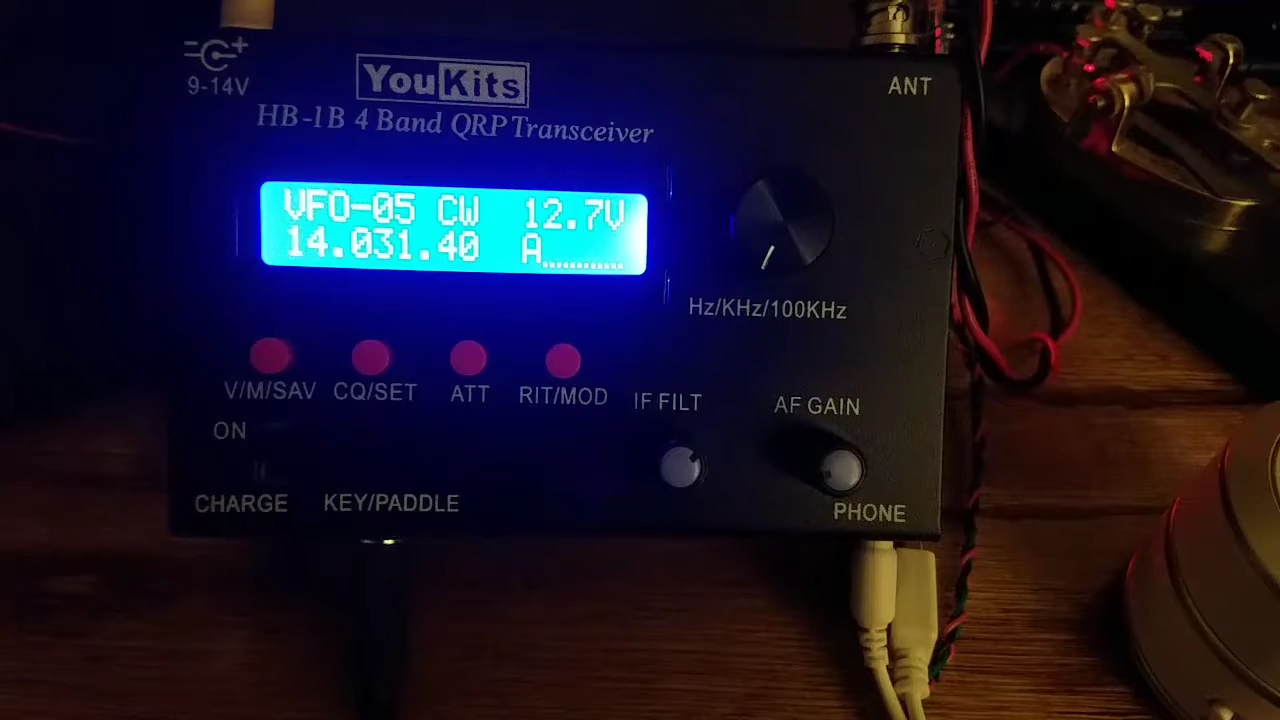 9-14V
YouKits
ANT
HB-1B 4 Band QRP Transceiver
VFO-05 CW 12.7V
14.031.40 A
Hz/KHz/100KHz
V/M/SAV CQ/SET ATT RIT/MOD
IF FILT
AF GAIN
ON
CHARGE
KEY/PADDLE
PHONE